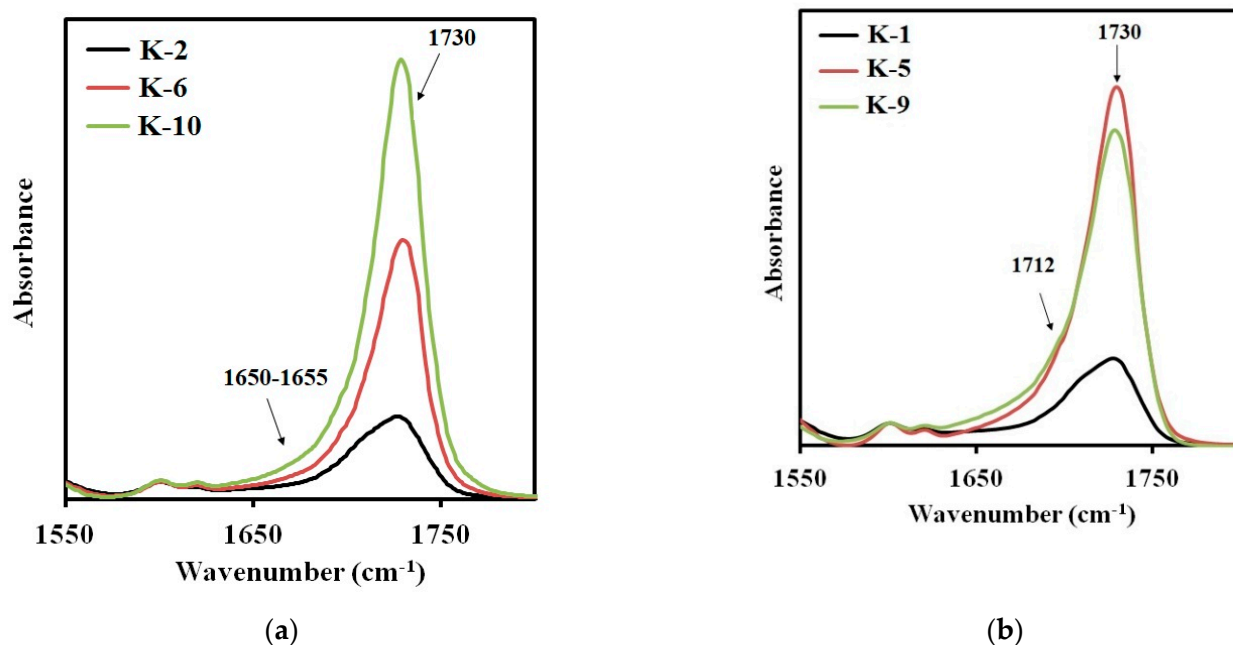 K-2
K-6
K-10
1730
1650-1655
Absorbance
1550
1650
1750
Wavenumber (cm⁻¹)
(a)
K-1
K-5
K-9
1730
1712
Absorbance
1550
1650
1750
Wavenumber (cm⁻¹)
(b)